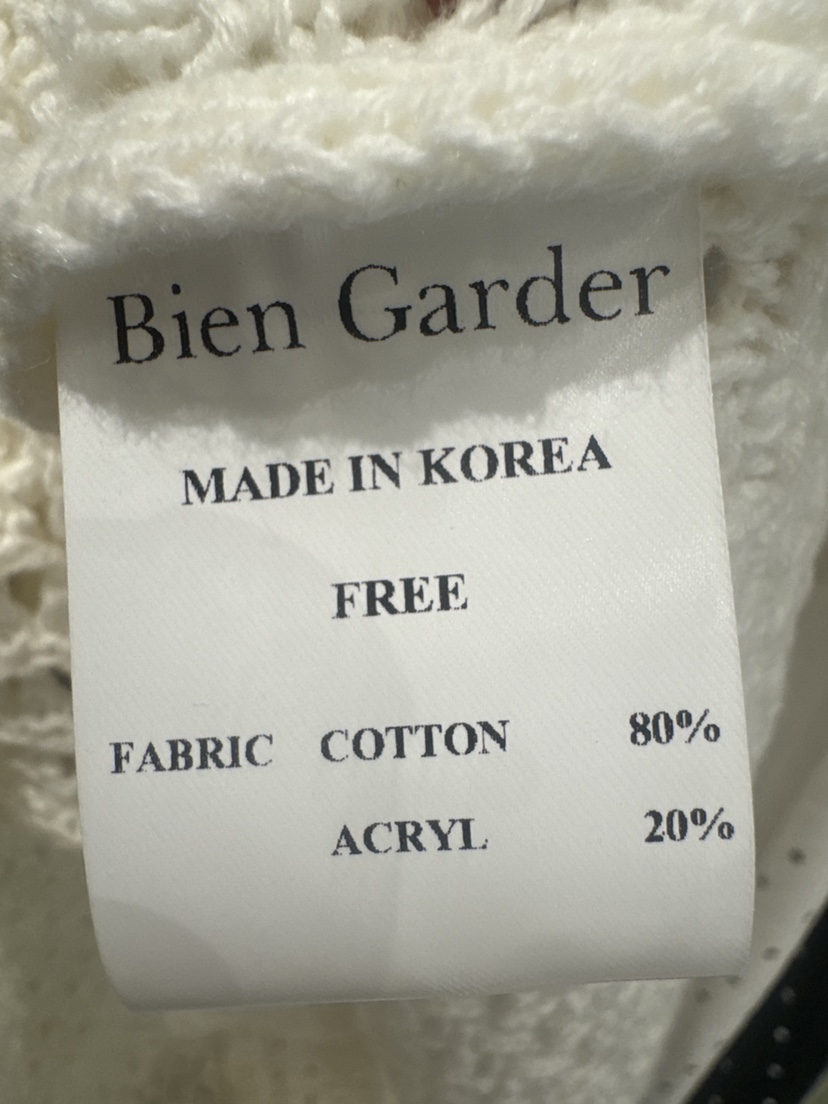 Bien Garder
MADE IN KOREA
FREE
FABRIC COTTON 80%
ACRYL 20%